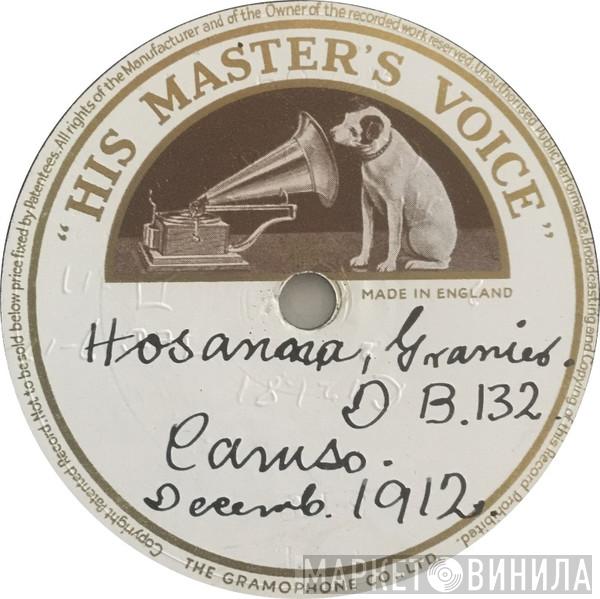 Copyright Patented Record. Not to be sold below price fixed by Patentees. All rights of the Manufacturer and of the Owner of the recorded work reserved. Unauthorised Public Performance, Broadcasting and Copying of this Record Prohibited.
"HIS MASTER'S VOICE"
MADE IN ENGLAND
Hosanna, Granier.
D B.132.
Caruso.
Decemb. 1912.
THE GRAMOPHONE CO., LTD.
МАРКЕТ ВИНИЛА